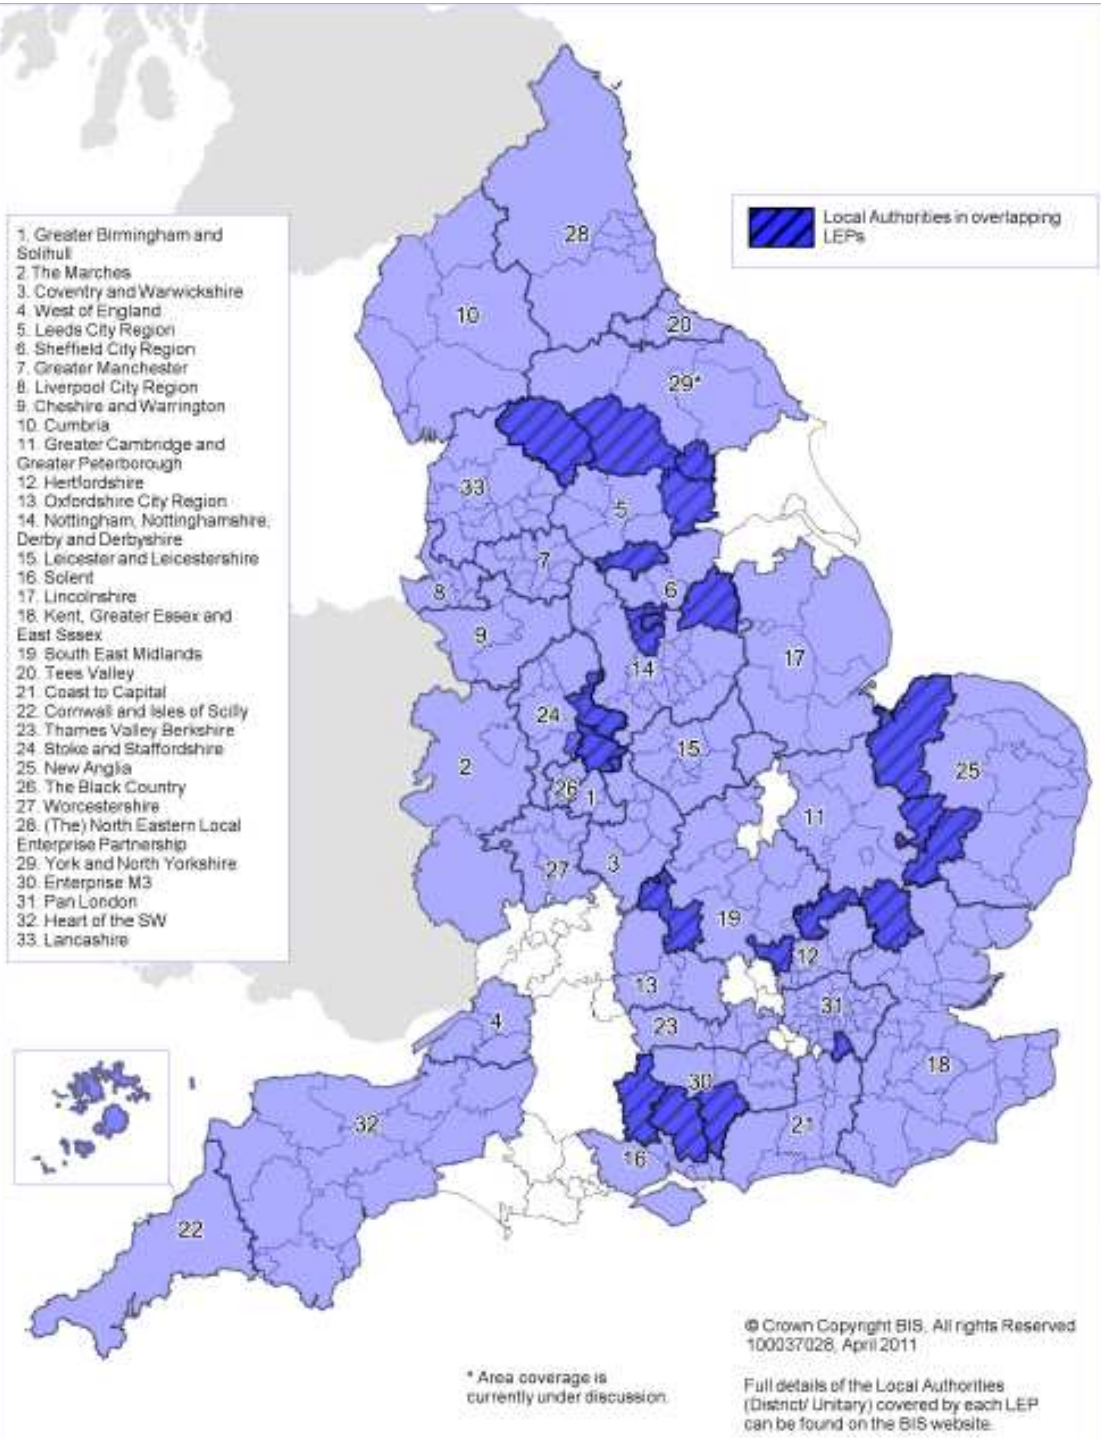 1. Greater Birmingham and
Solihull
2 The Marches
3. Coventry and Warwickshire
4. West of England
5. Leeds City Region
6. Sheffield City Region
7. Greater Manchester
8. Liverpool City Region
9. Cheshire and Warrington
10. Cumbria
11. Greater Cambridge and
Greater Peterborough
12. Hertfordshire
13. Oxfordshire City Region
14. Nottingham, Nottinghamshire,
Derby and Derbyshire
15. Leicester and Leicestershire
16. Solent
17. Lincolnshire
18. Kent, Greater Essex and
East Sssex
19. South East Midlands
20. Tees Valley
21. Coast to Capital
22. Cornwall and Isles of Scilly
23. Thames Valley Berkshire
24. Stoke and Staffordshire
25. New Anglia
26. The Black Country
27. Worcestershire
28. (The) North Eastern Local
Enterprise Partnership
29. York and North Yorkshire
30. Enterprise M3
31. Pan London
32. Heart of the SW
33. Lancashire
Local Authorities in overlapping
LEPs
28
10
20
29*
33
5
7
8
6
9
14
17
24
15
2
25
26
1
11
3
27
19
12
13
31
4
23
18
30
32
21
16
22
* Area coverage is
currently under discussion.
© Crown Copyright BIS, All rights Reserved
100037028, April 2011
Full details of the Local Authorities
(District/ Unitary) covered by each LEP
can be found on the BIS website.